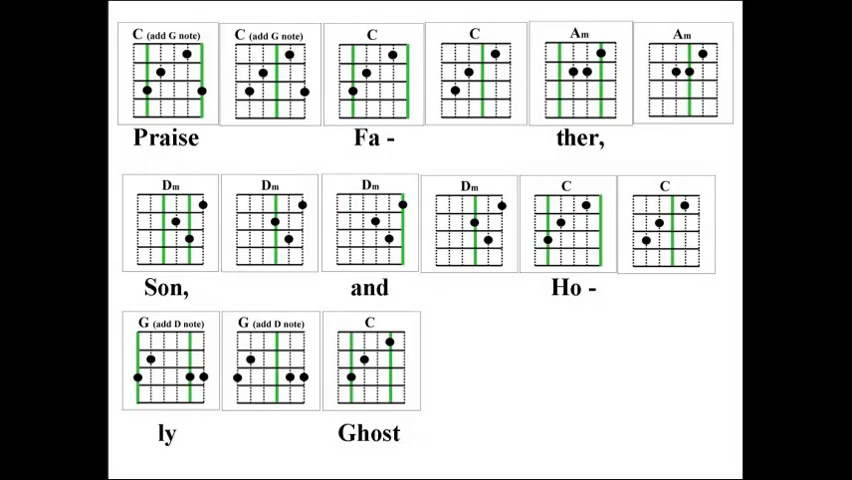 C (add G note) C (add G note) C C Am Am
Praise Fa - ther,
Dm Dm Dm Dm C C
Son, and Ho -
G (add D note) G (add D note) C
ly Ghost